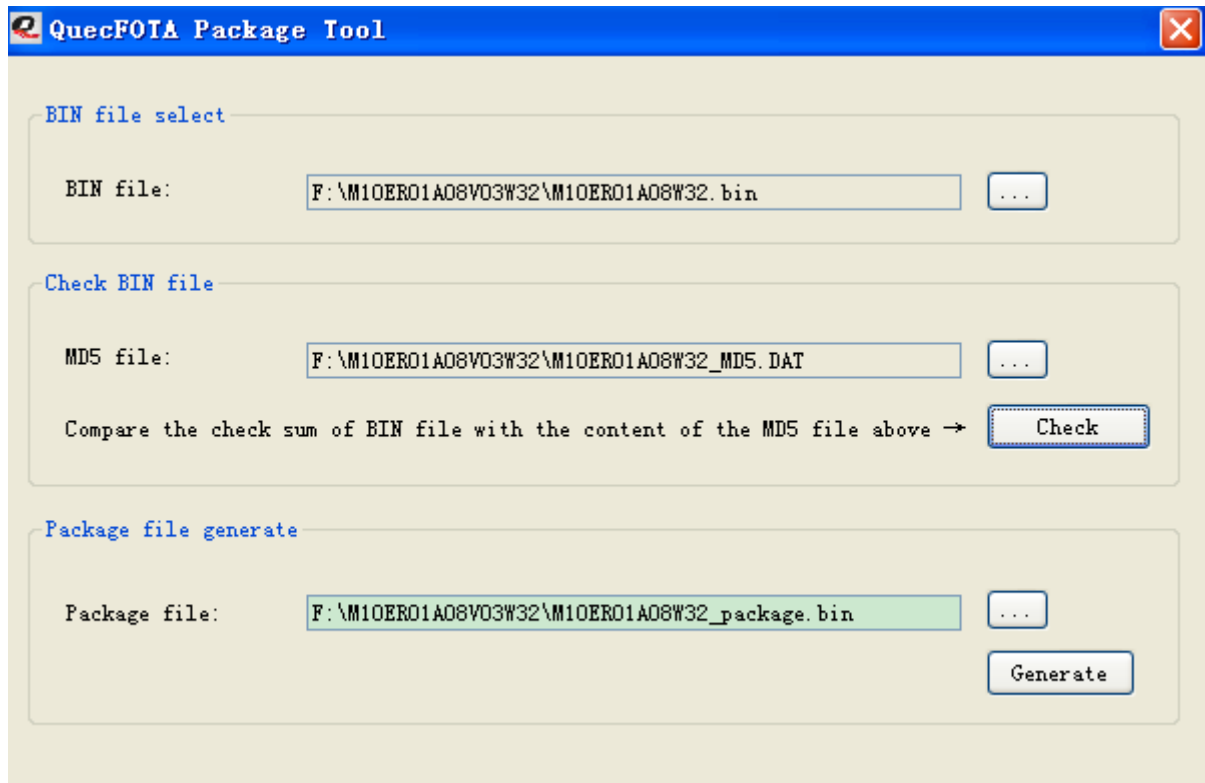 QuecFOTA Package Tool
BIN file select
BIN file: F:\M10ER01A08V03W32\M10ER01A08W32.bin ...
Check BIN file
MD5 file: F:\M10ER01A08V03W32\M10ER01A08W32_MD5.DAT ...
Compare the check sum of BIN file with the content of the MD5 file above → Check
Package file generate
Package file: F:\M10ER01A08V03W32\M10ER01A08W32_package.bin ...
Generate